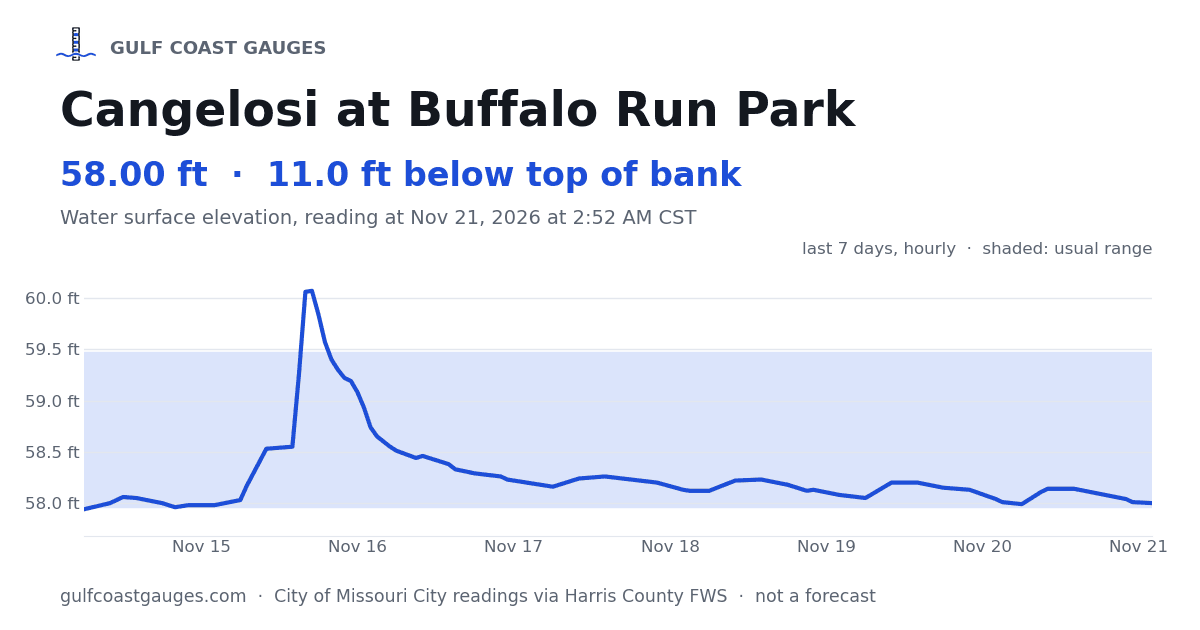 GULF COAST GAUGES
Cangelosi at Buffalo Run Park
58.00 ft · 11.0 ft below top of bank
Water surface elevation, reading at Nov 21, 2026 at 2:52 AM CST
last 7 days, hourly · shaded: usual range
60.0 ft
59.5 ft
59.0 ft
58.5 ft
58.0 ft
Nov 15 Nov 16 Nov 17 Nov 18 Nov 19 Nov 20 Nov 21
gulfcoastgauges.com · City of Missouri City readings via Harris County FWS · not a forecast